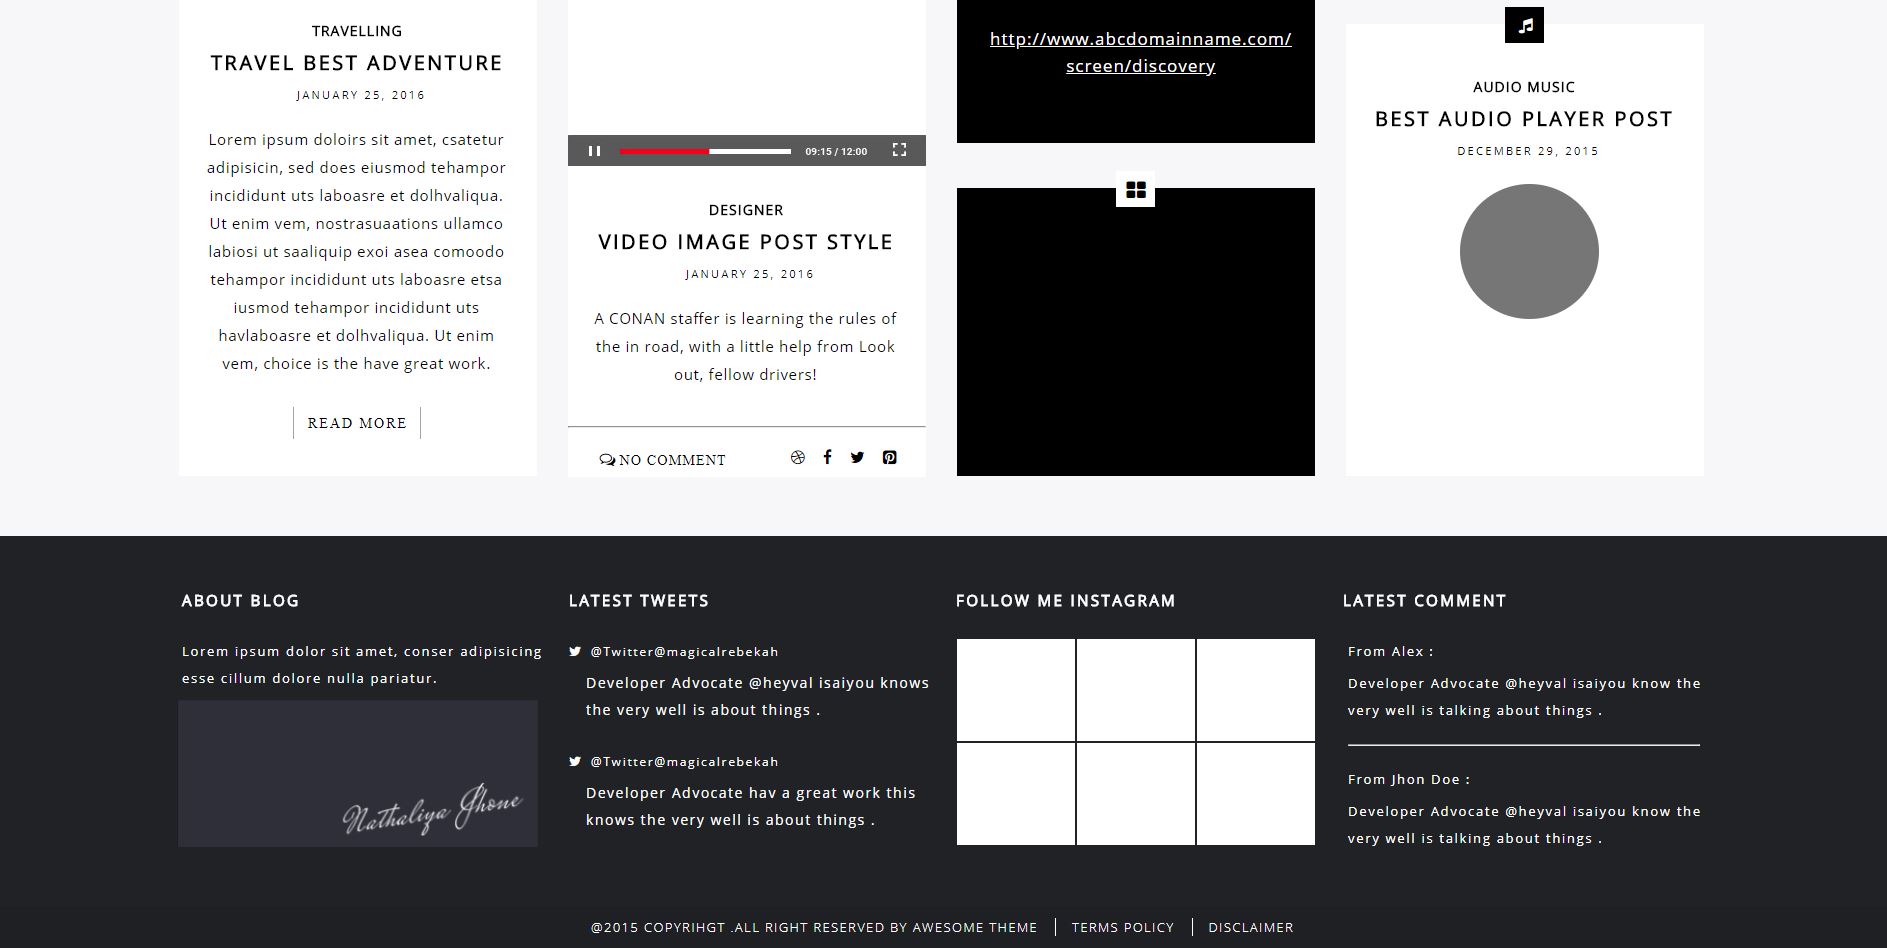 TRAVELLING
TRAVEL BEST ADVENTURE
JANUARY 25, 2016
Lorem ipsum doloirs sit amet, csatetur
adipisicin, sed does eiusmod tehampor
incididunt uts laboasre et dolhvaliqua.
Ut enim vem, nostrasuaations ullamco
labiosi ut saaliquip exoi asea comoodo
tehampor incididunt uts laboasre etsa
iusmod tehampor incididunt uts
havlaboasre et dolhvaliqua. Ut enim
vem, choice is the have great work.
READ MORE
09:15 / 12:00
DESIGNER
VIDEO IMAGE POST STYLE
JANUARY 25, 2016
A CONAN staffer is learning the rules of
the in road, with a little help from Look
out, fellow drivers!
NO COMMENT
http://www.abcdomainname.com/
screen/discovery
AUDIO MUSIC
BEST AUDIO PLAYER POST
DECEMBER 29, 2015
ABOUT BLOG
Lorem ipsum dolor sit amet, conser adipisicing
esse cillum dolore nulla pariatur.
Nathaliya Jhone
LATEST TWEETS
@Twitter@magicalrebekah
Developer Advocate @heyval isaiyou knows
the very well is about things .
@Twitter@magicalrebekah
Developer Advocate hav a great work this
knows the very well is about things .
FOLLOW ME INSTAGRAM
LATEST COMMENT
From Alex :
Developer Advocate @heyval isaiyou know the
very well is talking about things .
From Jhon Doe :
Developer Advocate @heyval isaiyou know the
very well is talking about things .
@2015 COPYRIHGT .ALL RIGHT RESERVED BY AWESOME THEME
TERMS POLICY
DISCLAIMER